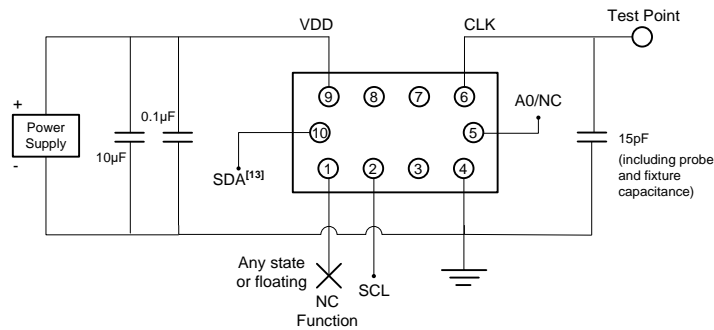 Test Point
VDD
CLK
9
8
7
6
A0/NC
+
Power
Supply
-
0.1µF
10µF
10
5
15pF
(including probe
and fixture
capacitance)
SDA[13]
1
2
3
4
Any state
or floating
NC
Function
SCL